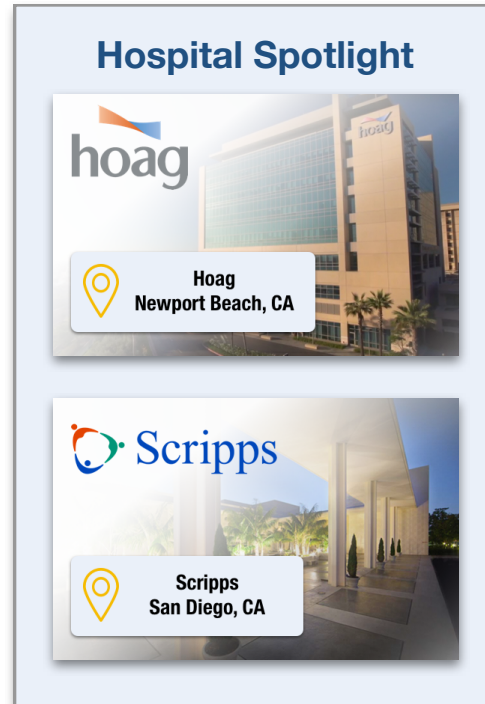 Hospital Spotlight
hoag
hoag
Hoag
Newport Beach, CA
Scripps
Scripps
San Diego, CA